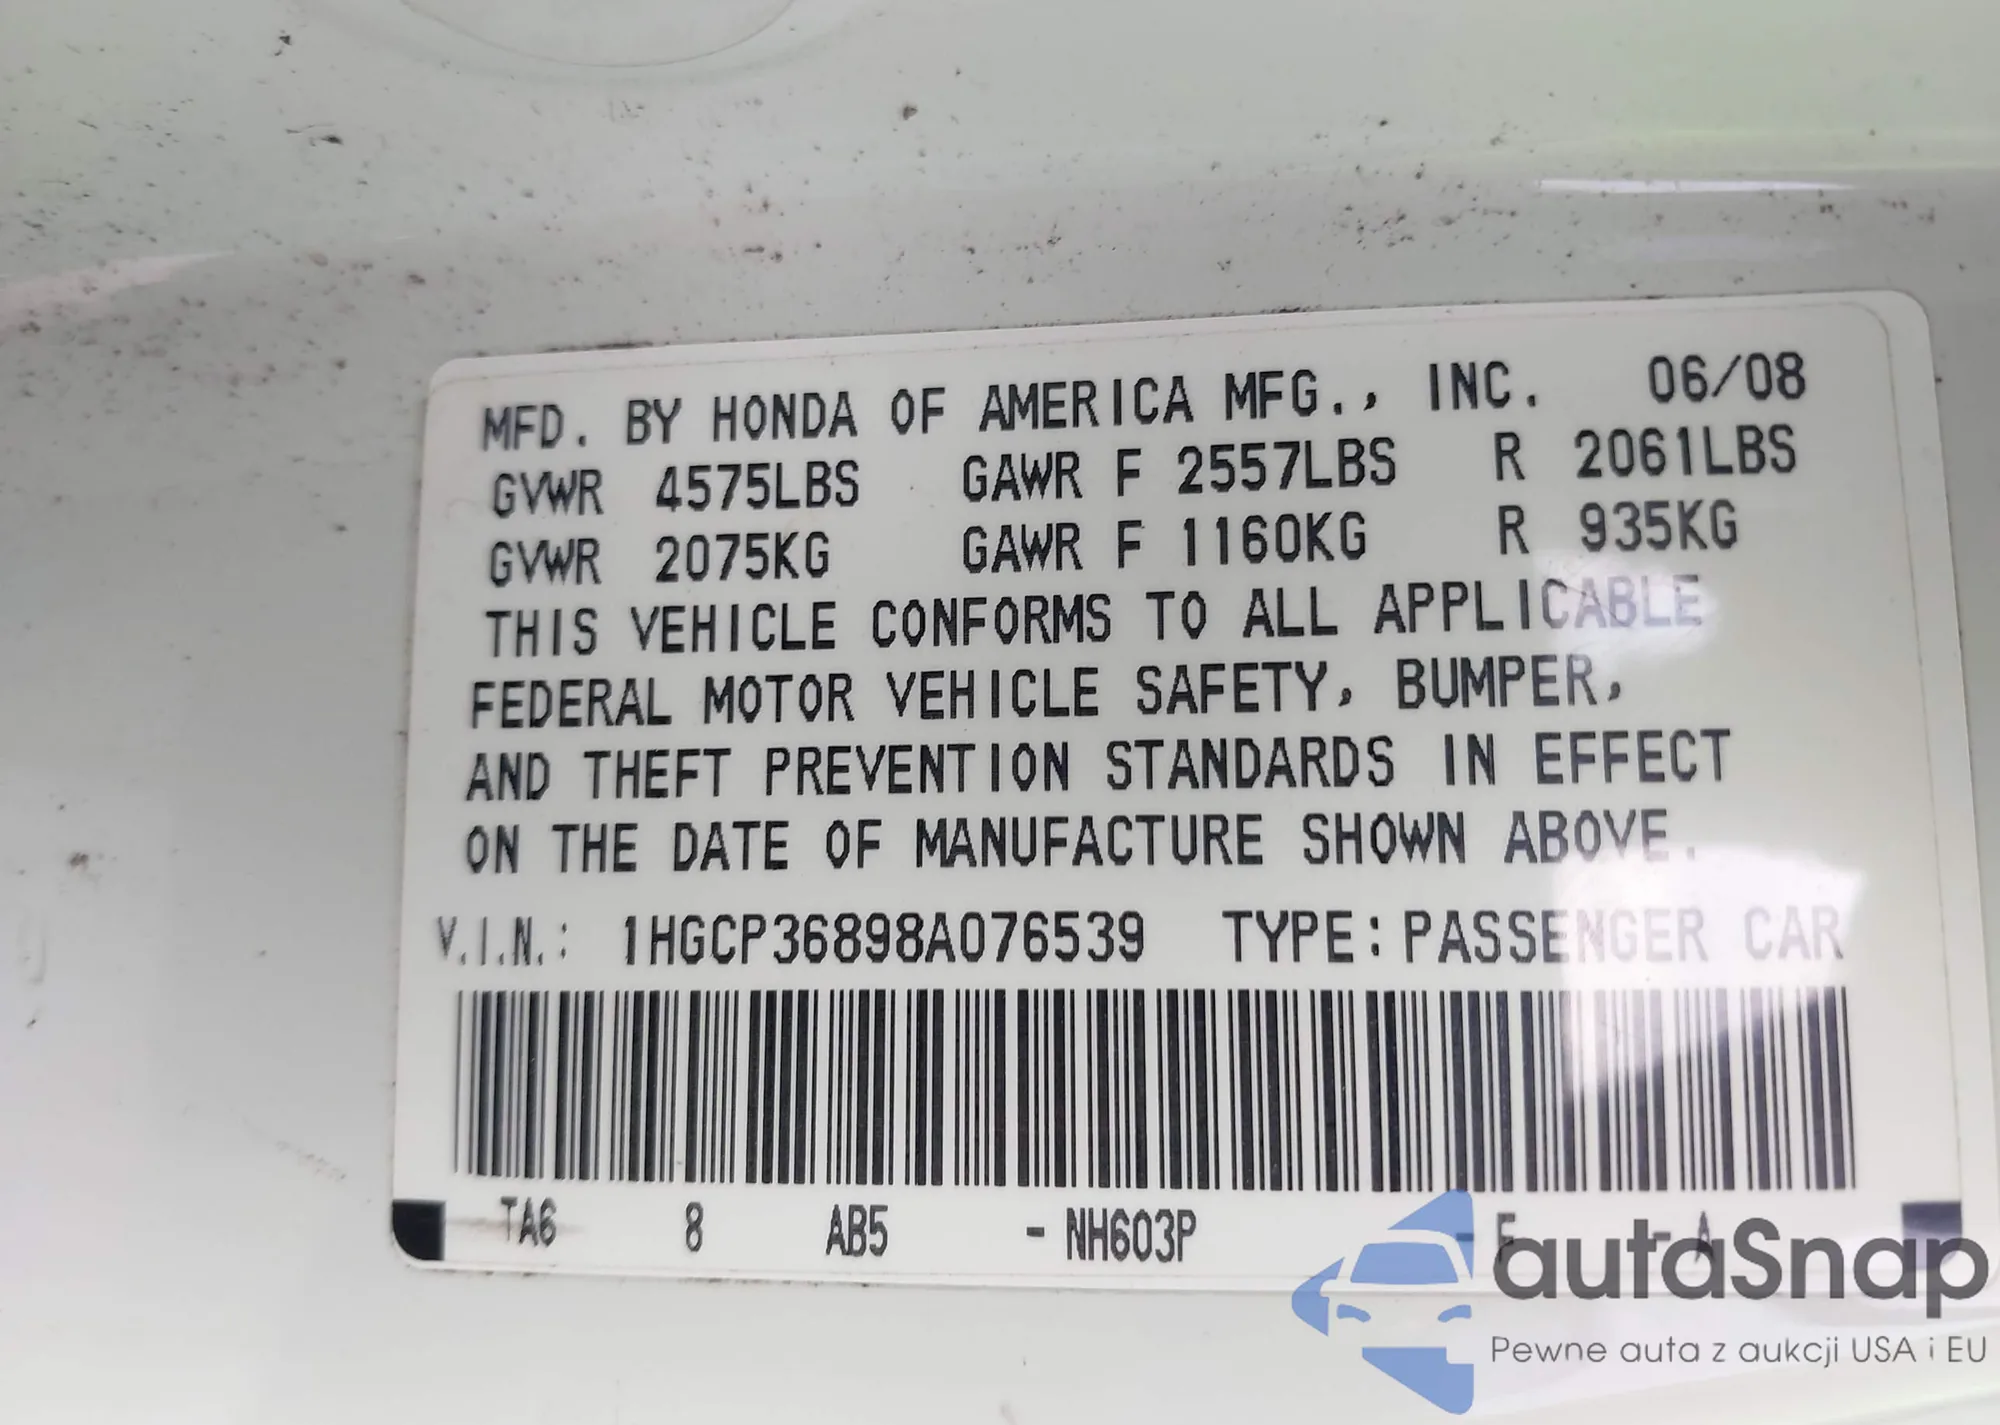 MFD. BY HONDA OF AMERICA MFG., INC. 06/08
GVWR 4575LBS GAWR F 2557LBS R 2061LBS
GVWR 2075KG GAWR F 1160KG R 935KG
THIS VEHICLE CONFORMS TO ALL APPLICABLE
FEDERAL MOTOR VEHICLE SAFETY, BUMPER,
AND THEFT PREVENTION STANDARDS IN EFFECT
ON THE DATE OF MANUFACTURE SHOWN ABOVE.
V.I.N.: 1HGCP36898A076539 TYPE: PASSENGER CAR
TA6 8 AB5 - NH603P - F - A
autoSnap
Pewne auta z aukcji USA i EU